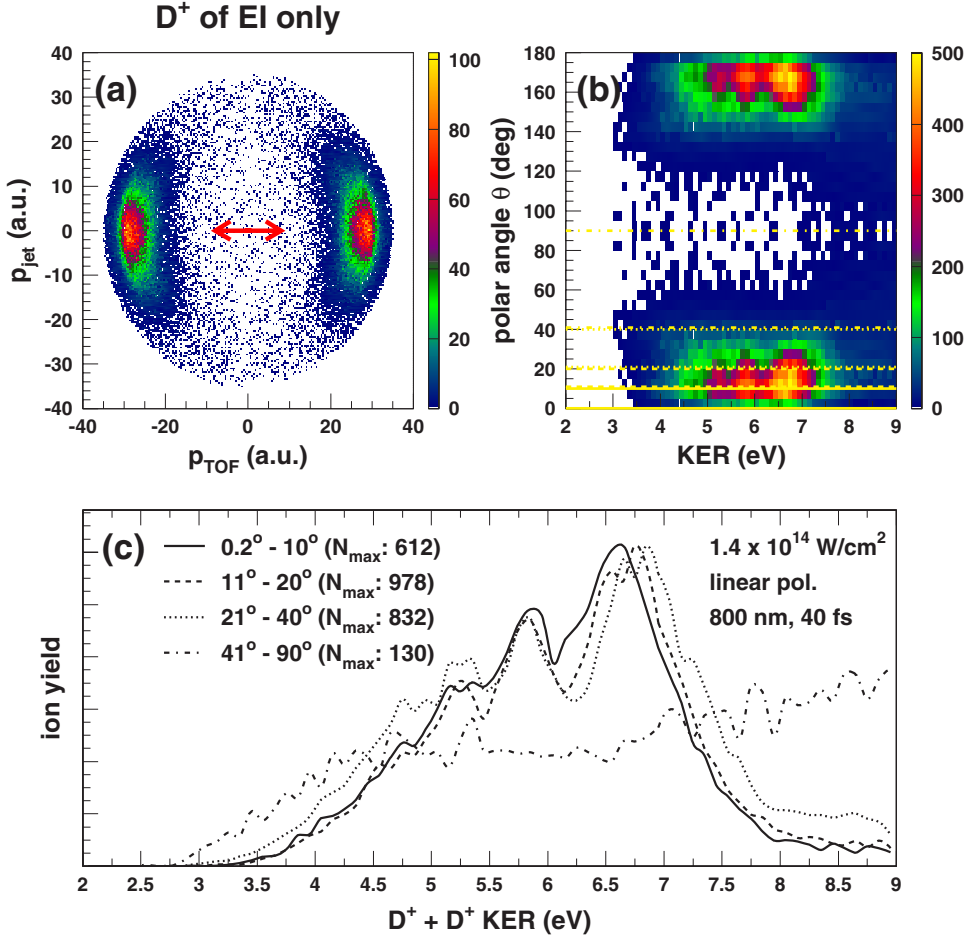 D⁺ of EI only
(a)
p_jet (a.u.)
40
30
20
10
0
-10
-20
-30
-40
-40
-20
0
20
40
p_TOF (a.u.)
100
80
60
40
20
0
(b)
polar angle θ (deg)
180
160
140
120
100
80
60
40
20
0
2
3
4
5
6
7
8
9
KER (eV)
500
400
300
200
100
0
(c)
ion yield
0.2° - 10° (N_max: 612)
11° - 20° (N_max: 978)
21° - 40° (N_max: 832)
41° - 90° (N_max: 130)
1.4 x 10¹⁴ W/cm²
linear pol.
800 nm, 40 fs
2 2.5 3 3.5 4 4.5 5 5.5 6 6.5 7 7.5 8 8.5 9
D⁺ + D⁺ KER (eV)